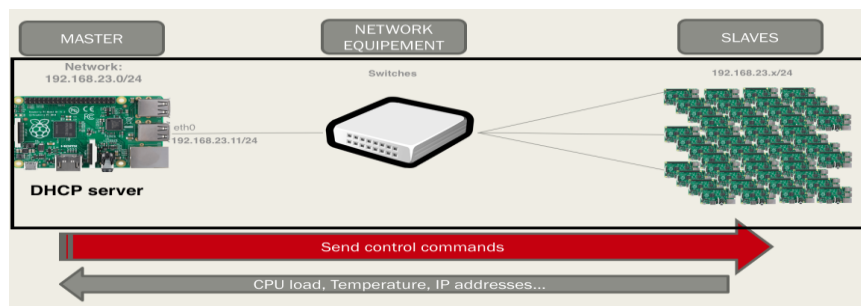 MASTER
NETWORK
EQUIPEMENT
SLAVES
Network:
192.168.23.0/24
Switches
192.168.23.x/24
eth0
192.168.23.11/24
DHCP server
Send control commands
CPU load, Temperature, IP addresses...